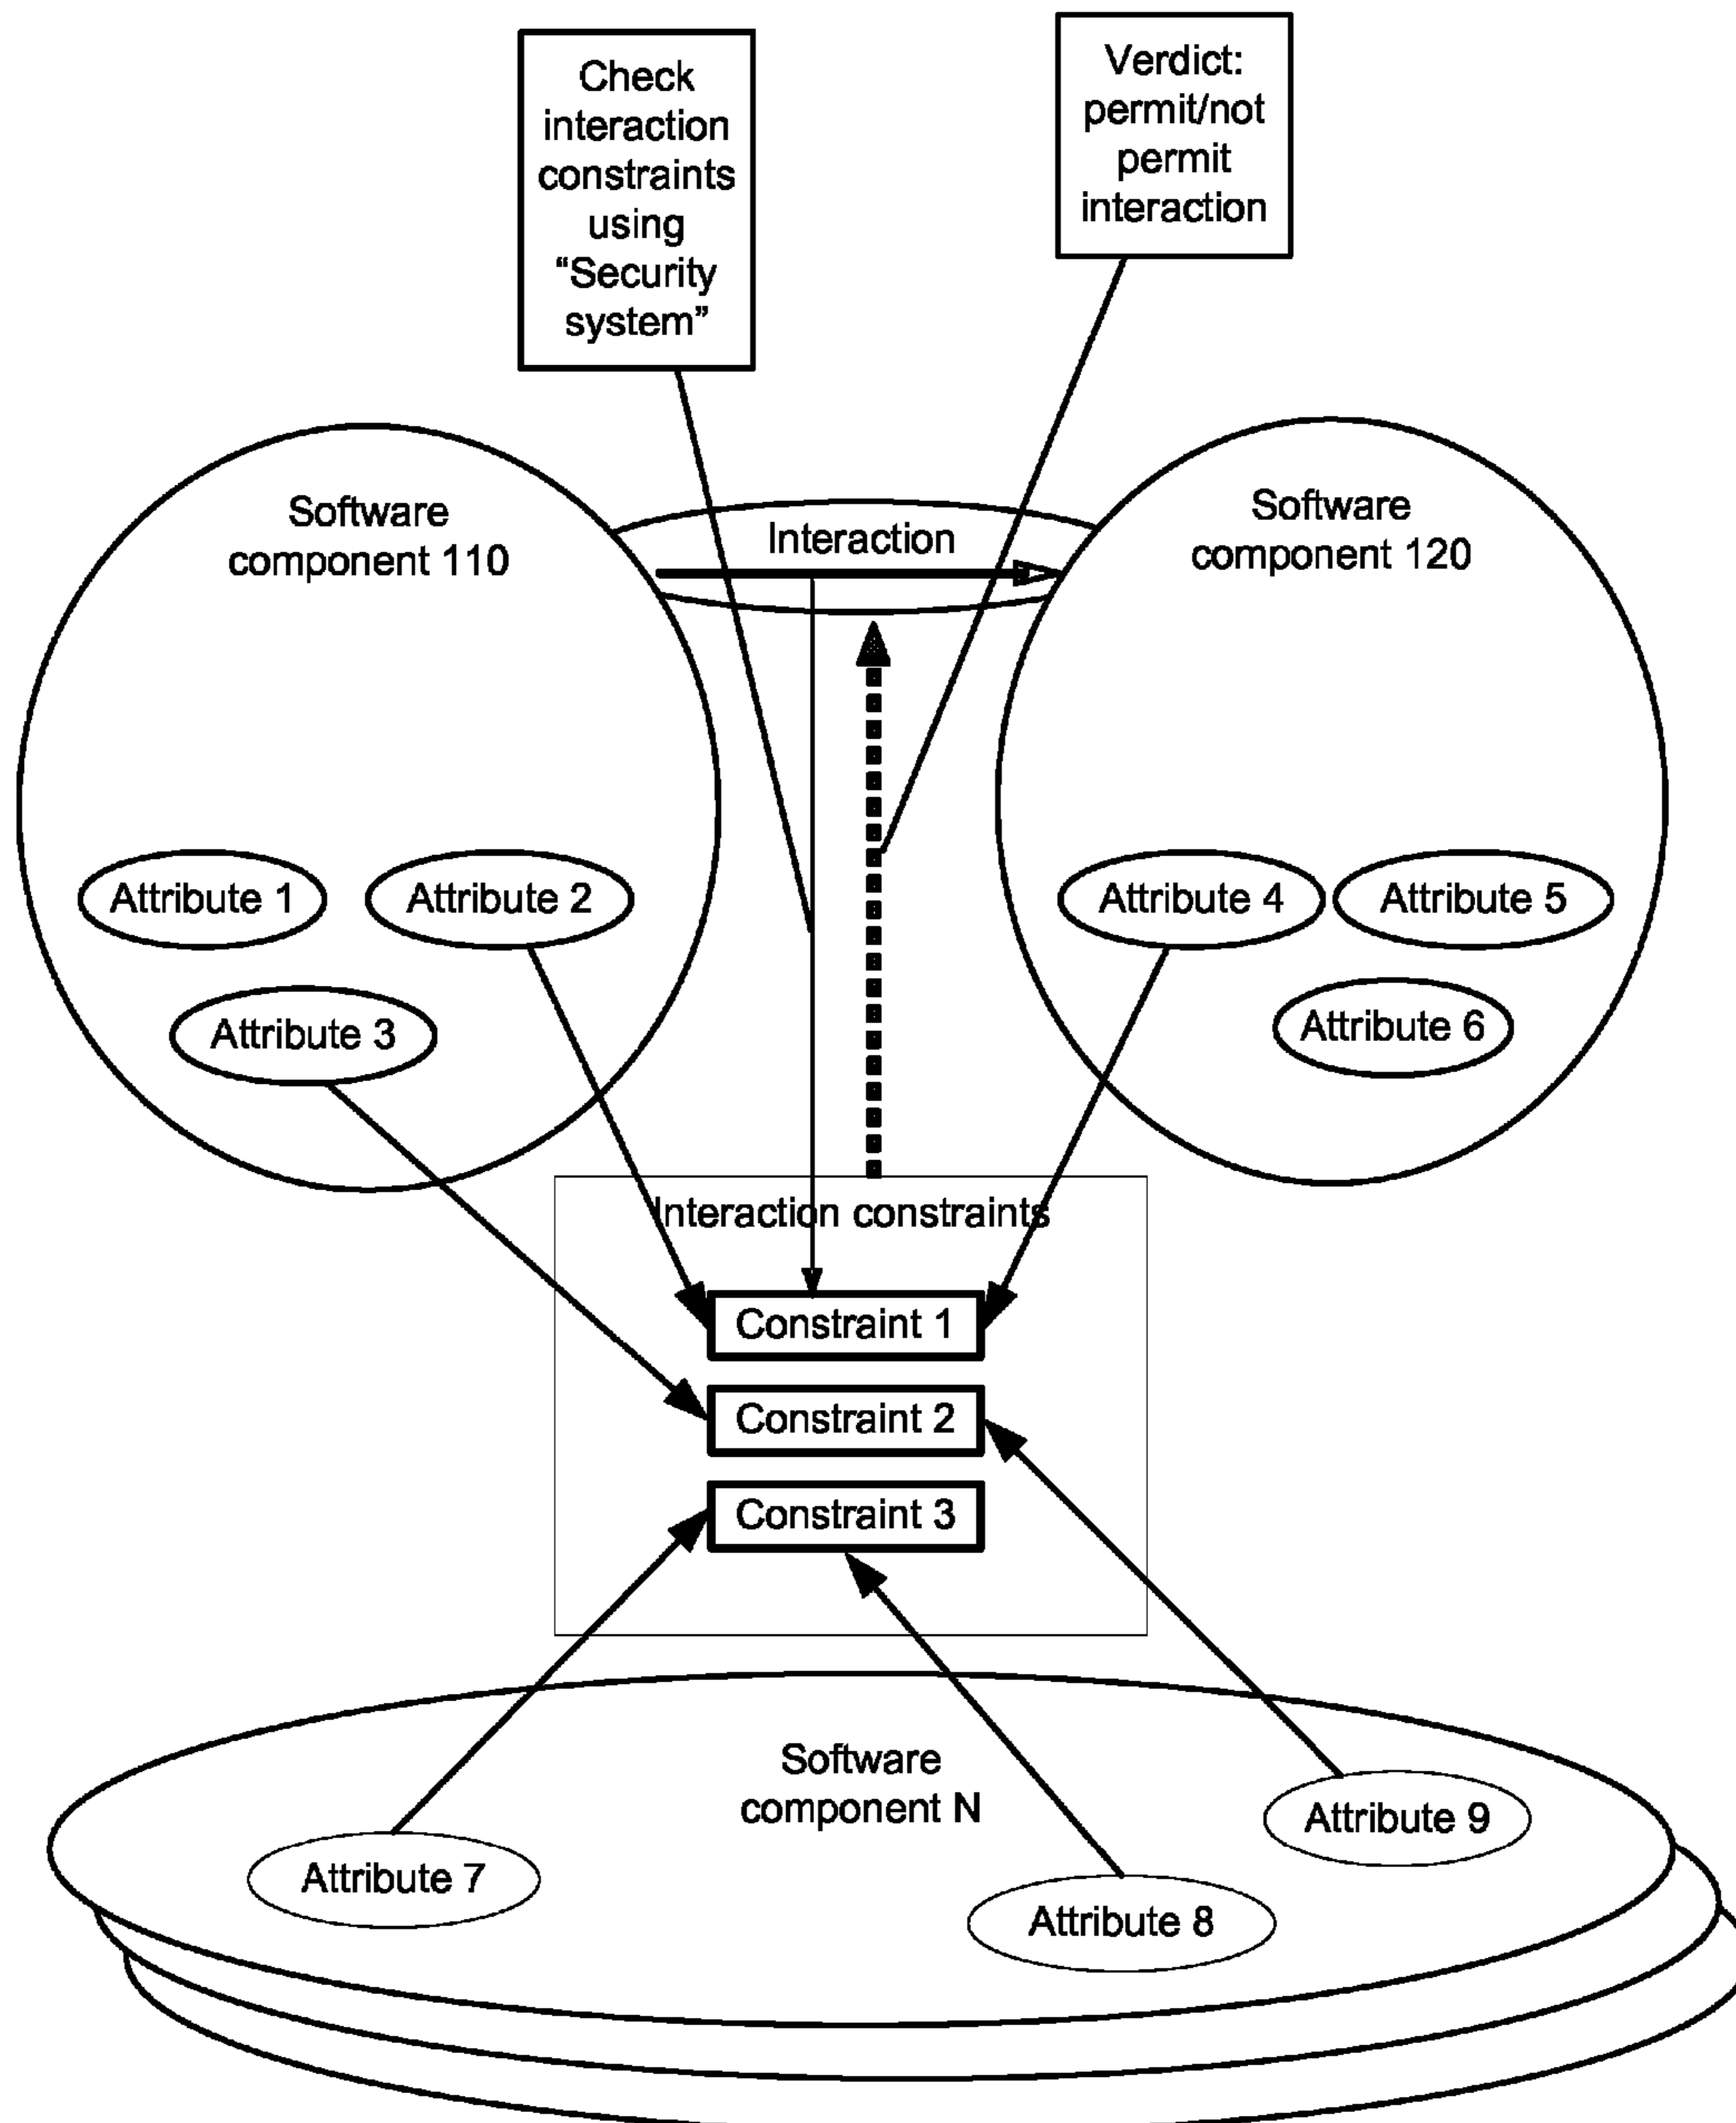 Check
interaction
constraints
using
“Security
system”
Verdict:
permit/not
permit
interaction
Software
component 110
Interaction
Software
component 120
Attribute 1
Attribute 2
Attribute 3
Attribute 4
Attribute 5
Attribute 6
Interaction constraints
Constraint 1
Constraint 2
Constraint 3
Software
component N
Attribute 7
Attribute 8
Attribute 9